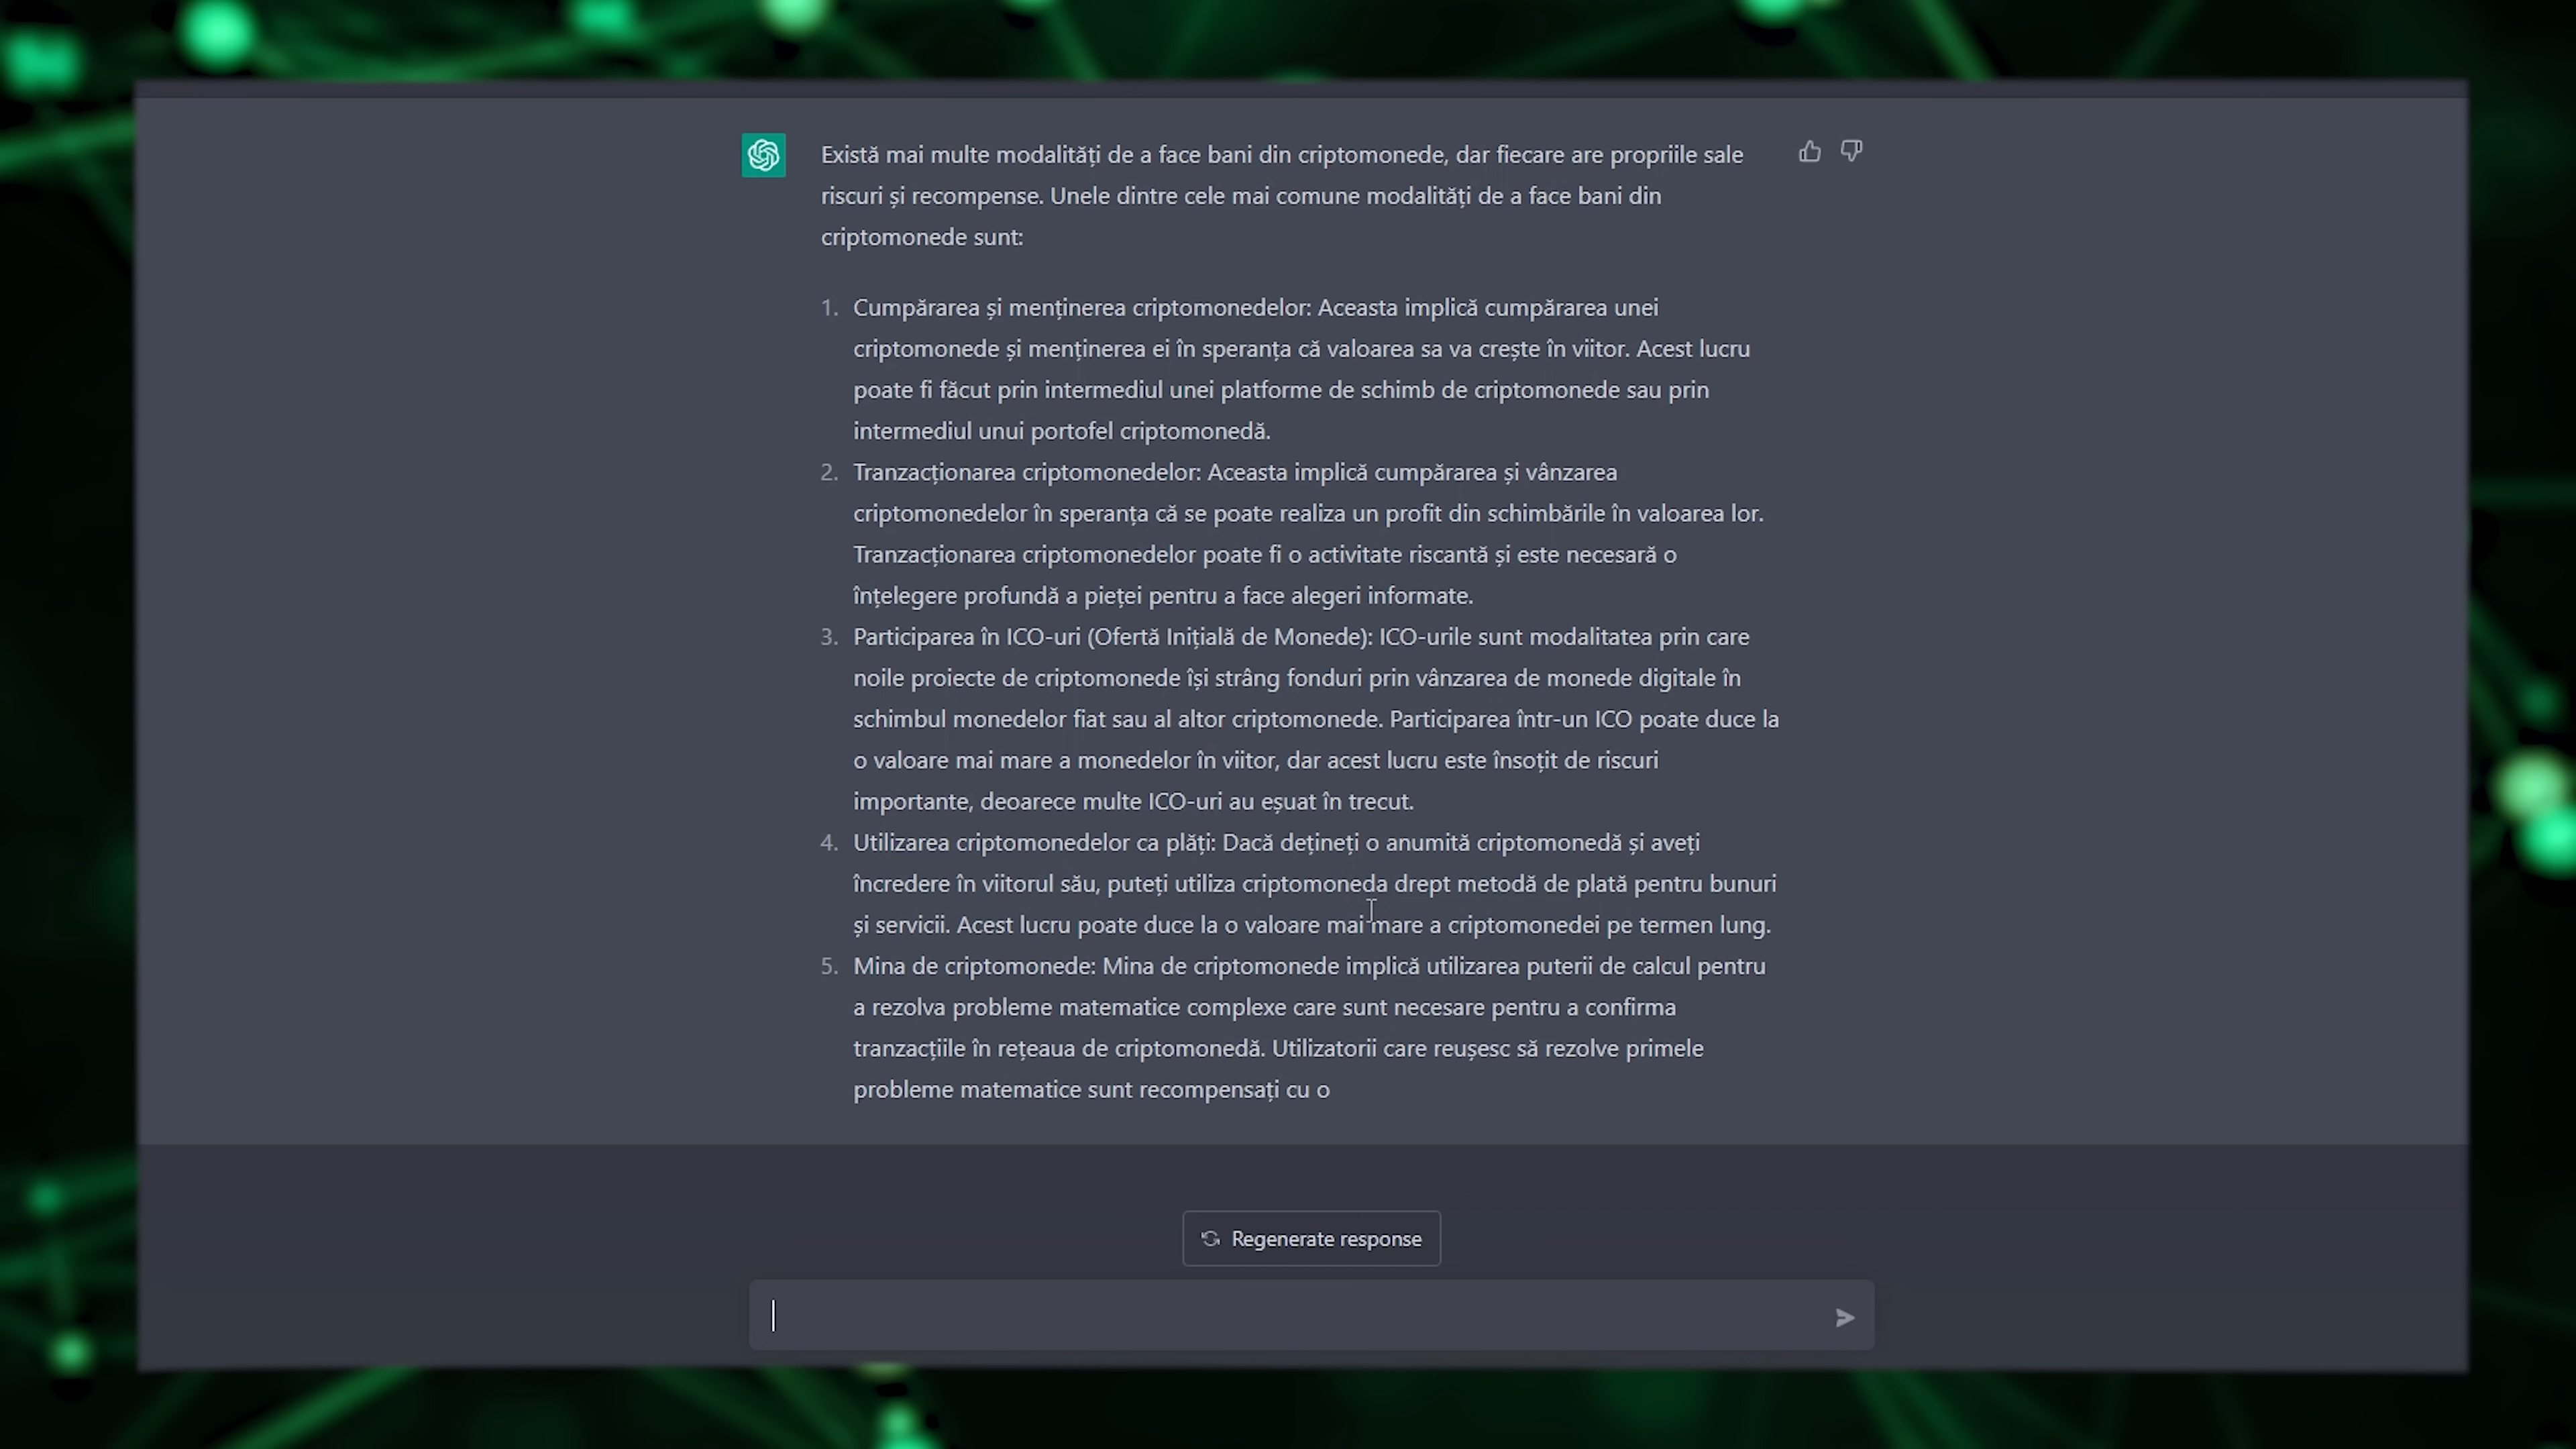 Există mai multe modalități de a face bani din criptomonede, dar fiecare are propriile sale
riscuri și recompense. Unele dintre cele mai comune modalități de a face bani din
criptomonede sunt:
1. Cumpărarea și menținerea criptomonedelor: Aceasta implică cumpărarea unei
criptomonede și menținerea ei în speranța că valoarea sa va crește în viitor. Acest lucru
poate fi făcut prin intermediul unei platforme de schimb de criptomonede sau prin
intermediul unui portofel criptomonedă.
2. Tranzacționarea criptomonedelor: Aceasta implică cumpărarea și vânzarea
criptomonedelor în speranța că se poate realiza un profit din schimbările în valoarea lor.
Tranzacționarea criptomonedelor poate fi o activitate riscantă și este necesară o
înțelegere profundă a pieței pentru a face alegeri informate.
3. Participarea în ICO-uri (Ofertă Inițială de Monede): ICO-urile sunt modalitatea prin care
noile proiecte de criptomonede își strâng fonduri prin vânzarea de monede digitale în
schimbul monedelor fiat sau al altor criptomonede. Participarea într-un ICO poate duce la
o valoare mai mare a monedelor în viitor, dar acest lucru este însoțit de riscuri
importante, deoarece multe ICO-uri au eșuat în trecut.
4. Utilizarea criptomonedelor ca plăți: Dacă dețineți o anumită criptomonedă și aveți
încredere în viitorul său, puteți utiliza criptomoneda drept metodă de plată pentru bunuri
și servicii. Acest lucru poate duce la o valoare mai mare a criptomonedei pe termen lung.
5. Mina de criptomonede: Mina de criptomonede implică utilizarea puterii de calcul pentru
a rezolva probleme matematice complexe care sunt necesare pentru a confirma
tranzacțiile în rețeaua de criptomonedă. Utilizatorii care reușesc să rezolve primele
probleme matematice sunt recompensați cu o
Regenerate response